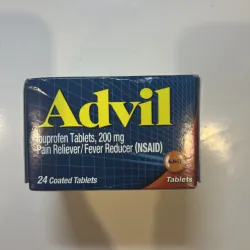 Advil
Ibuprofen Tablets, 200 mg
Pain Reliever/Fever Reducer (NSAID)
24 Coated Tablets
Tablets